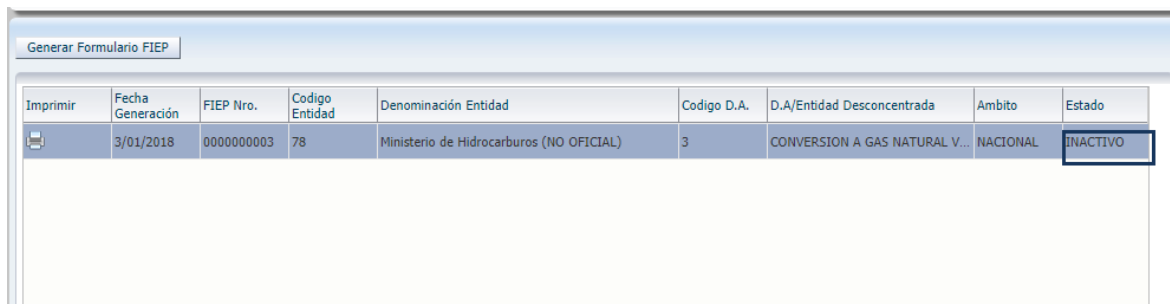 Generar Formulario FIEP
Imprimir Fecha Generación FIEP Nro. Codigo Entidad Denominación Entidad Codigo D.A. D.A/Entidad Desconcentrada Ambito Estado
3/01/2018 0000000003 78 Ministerio de Hidrocarburos (NO OFICIAL) 3 CONVERSION A GAS NATURAL V... NACIONAL INACTIVO